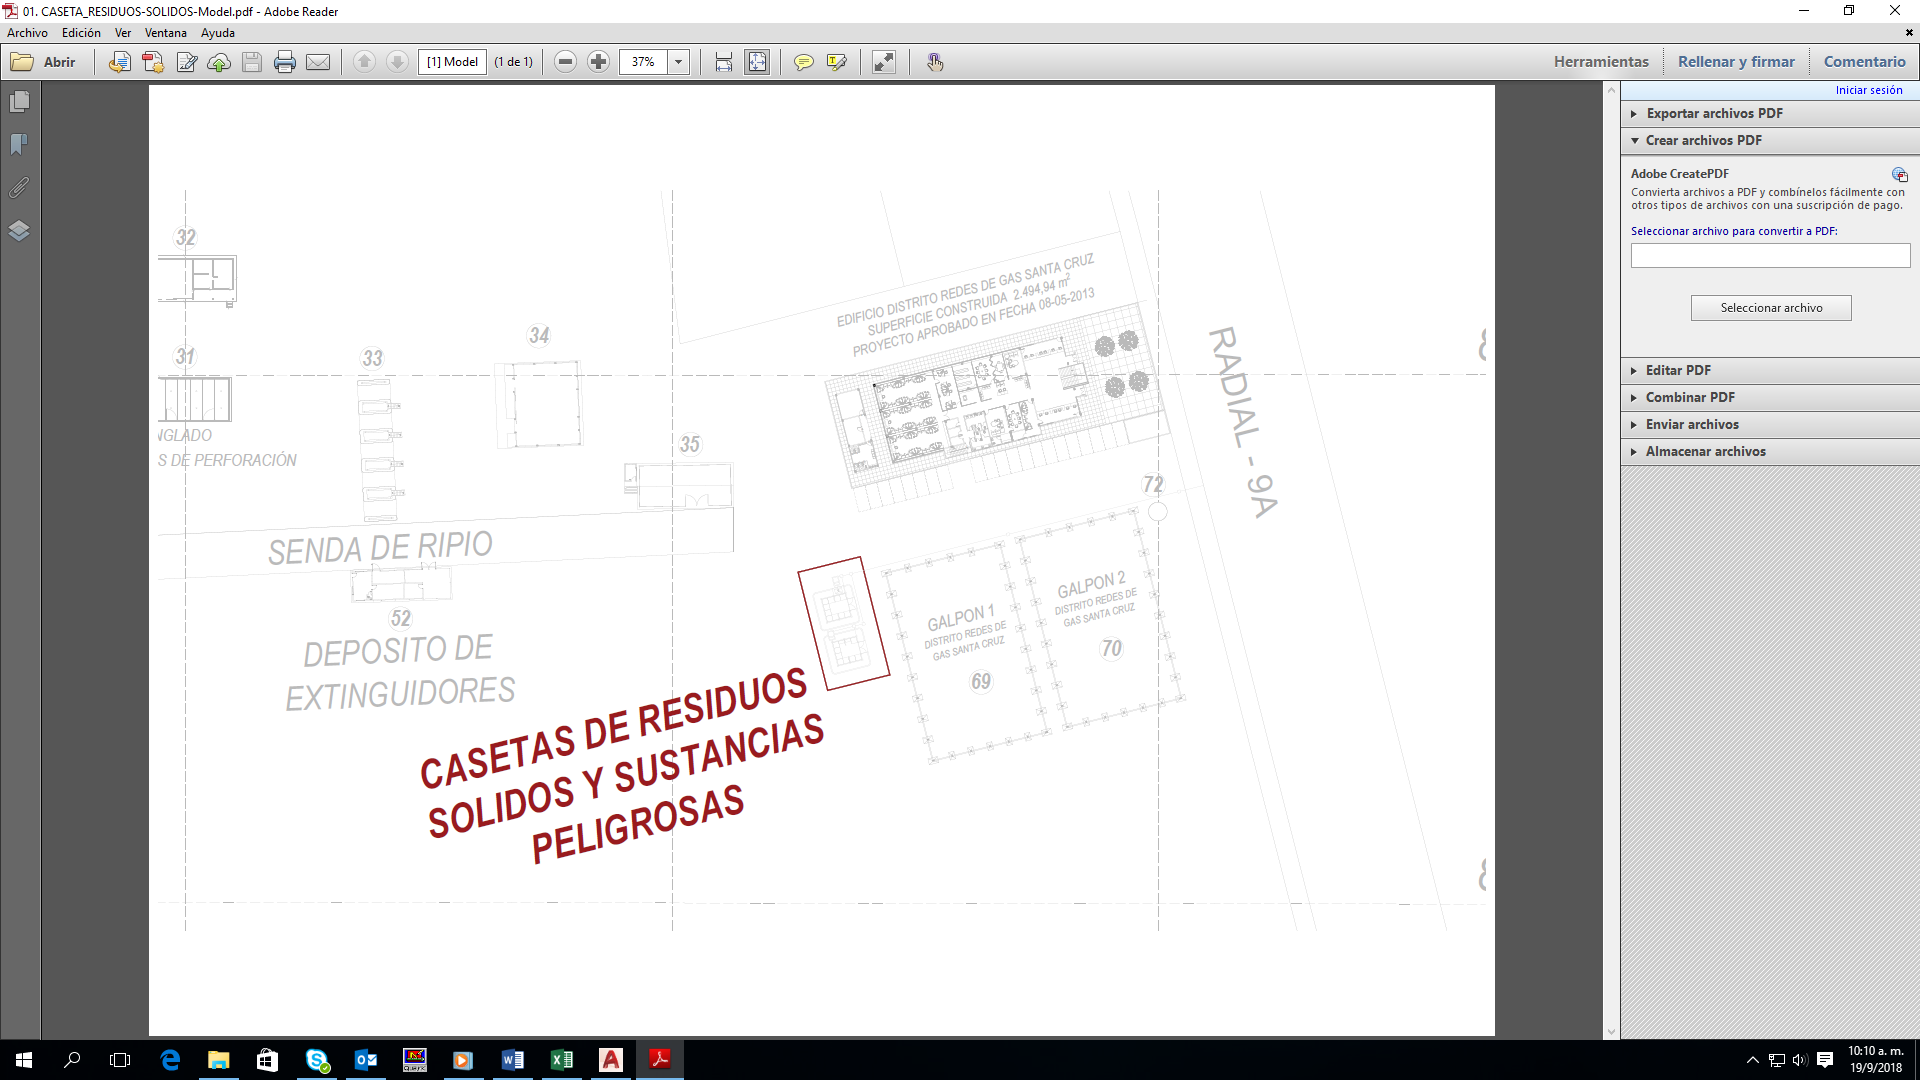 01. CASETA_RESIDUOS-SOLIDOS-Model.pdf - Adobe Reader
Archivo Edición Ver Ventana Ayuda
Abrir [1] Model (1 de 1) 37% Herramientas Rellenar y firmar Comentario
Iniciar sesión
Exportar archivos PDF
Crear archivos PDF
Adobe CreatePDF
Convierta archivos a PDF y combínelos fácilmente con
otros tipos de archivos con una suscripción de pago.
Seleccionar archivo para convertir a PDF:
Seleccionar archivo
Editar PDF
Combinar PDF
Enviar archivos
Almacenar archivos
32
31
NGLADO
S DE PERFORACIÓN
33
34
35
EDIFICIO DISTRITO REDES DE GAS SANTA CRUZ
SUPERFICIE CONSTRUIDA 2.494,94 m²
PROYECTO APROBADO EN FECHA 08-05-2013
RADIAL - 9A
72
SENDA DE RIPIO
52
DEPOSITO DE
EXTINGUIDORES
GALPON 1
DISTRITO REDES DE
GAS SANTA CRUZ
69
GALPON 2
DISTRITO REDES DE
GAS SANTA CRUZ
70
CASETAS DE RESIDUOS
SOLIDOS Y SUSTANCIAS
PELIGROSAS
10:10 a. m.
19/9/2018